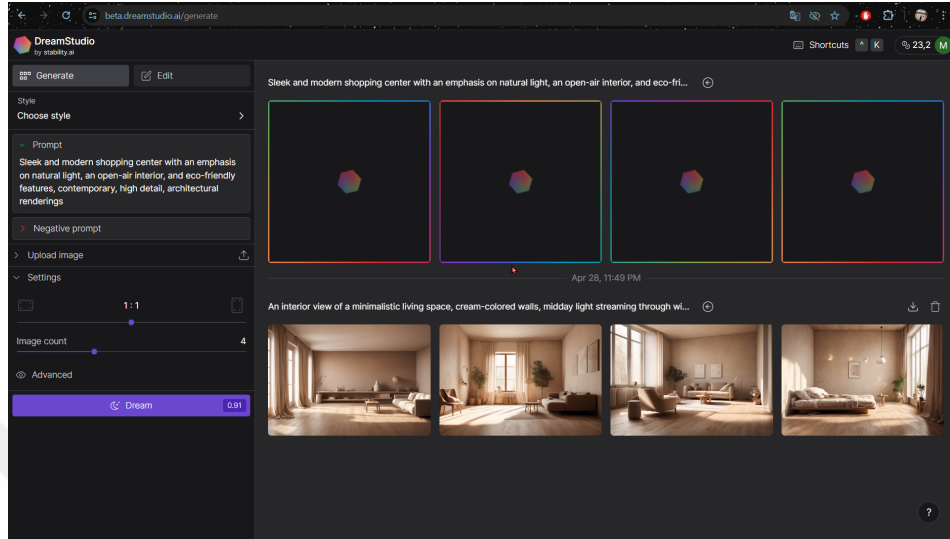 beta.dreamstudio.ai/generate
DreamStudio
by stability.ai
Shortcuts ^ K
23,2 M
Generate
Edit
Style
Choose style
Prompt
Sleek and modern shopping center with an emphasis
on natural light, an open-air interior, and eco-friendly
features, contemporary, high detail, architectural
renderings
Negative prompt
Upload image
Settings
1 : 1
Image count 4
Advanced
Dream 0.91
Sleek and modern shopping center with an emphasis on natural light, an open-air interior, and eco-fri...
Apr 28, 11:49 PM
An interior view of a minimalistic living space, cream-colored walls, midday light streaming through wi...
?